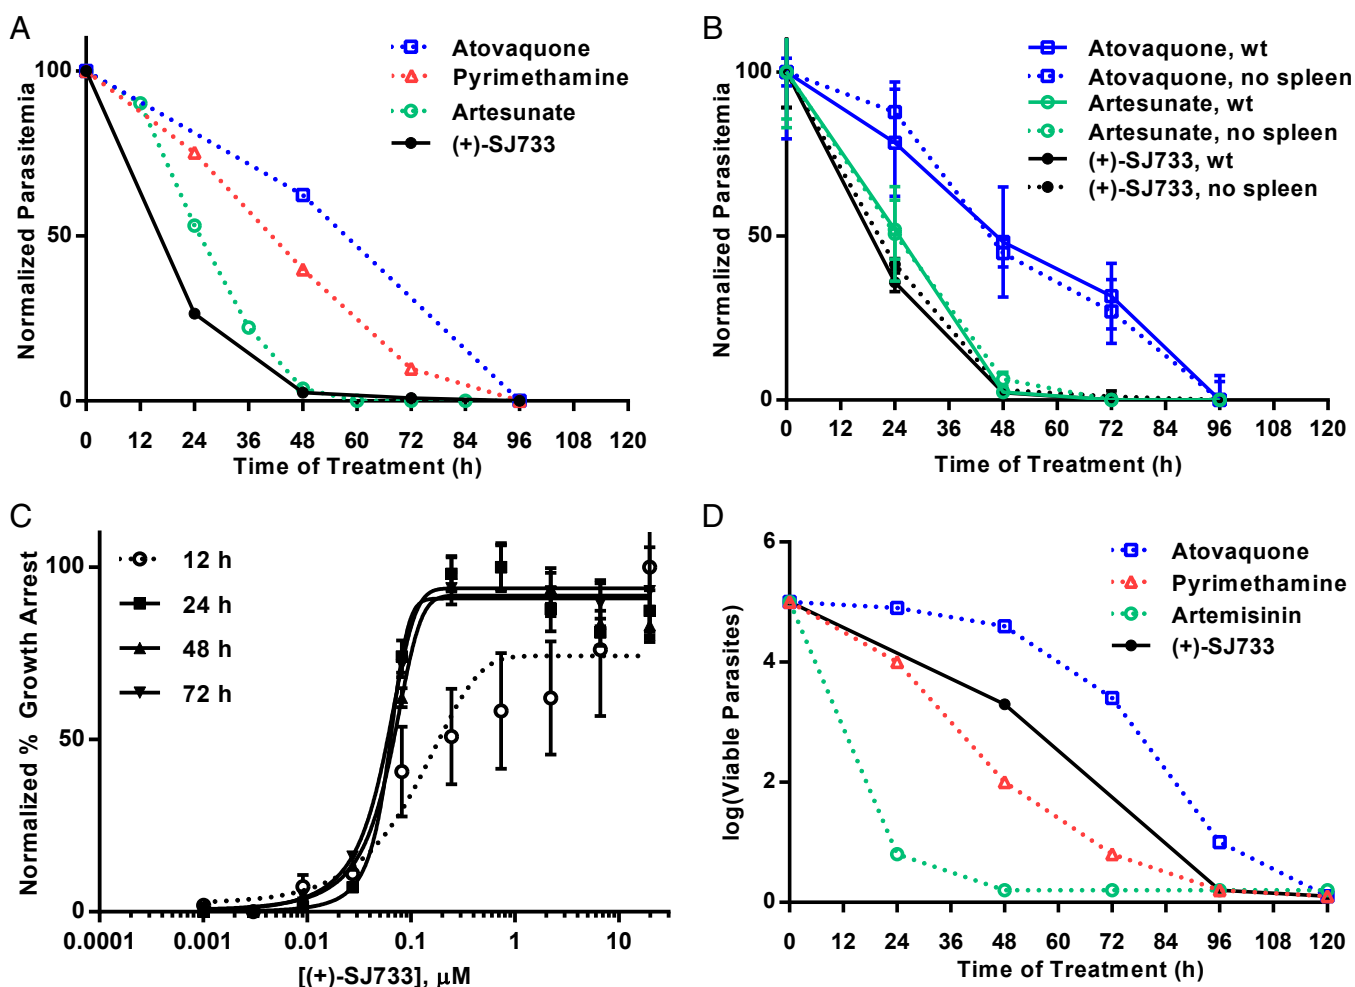 A
Atovaquone
Pyrimethamine
Artesunate
(+)-SJ733
100
50
0
Normalized Parasitemia
0 12 24 36 48 60 72 84 96 108 120
Time of Treatment (h)
B
Atovaquone, wt
Atovaquone, no spleen
Artesunate, wt
Artesunate, no spleen
(+)-SJ733, wt
(+)-SJ733, no spleen
100
50
0
Normalized Parasitemia
0 12 24 36 48 60 72 84 96 108 120
Time of Treatment (h)
C
12 h
24 h
48 h
72 h
100
50
0
Normalized % Growth Arrest
0.0001 0.001 0.01 0.1 1 10
[(+)-SJ733], μM
D
Atovaquone
Pyrimethamine
Artemisinin
(+)-SJ733
6
4
2
0
log(Viable Parasites)
0 12 24 36 48 60 72 84 96 108 120
Time of Treatment (h)